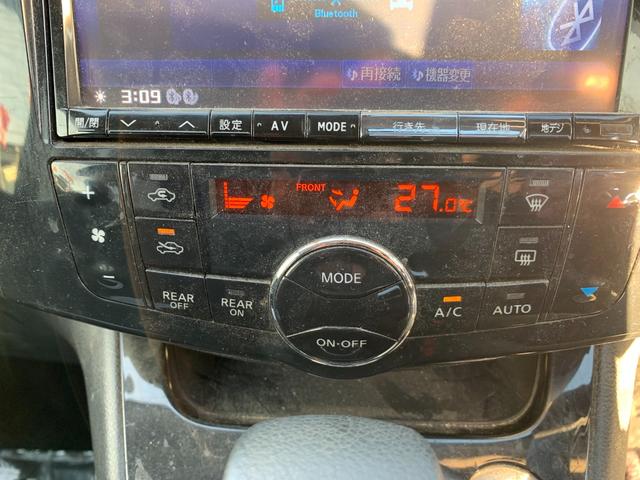 Bluetooth
再接続 機器変更
3:09
開/閉 設定 AV MODE 行き先 現在地 地デジ
FRONT 27.0℃
+
−
MODE
REAR OFF REAR ON ON·OFF A/C AUTO